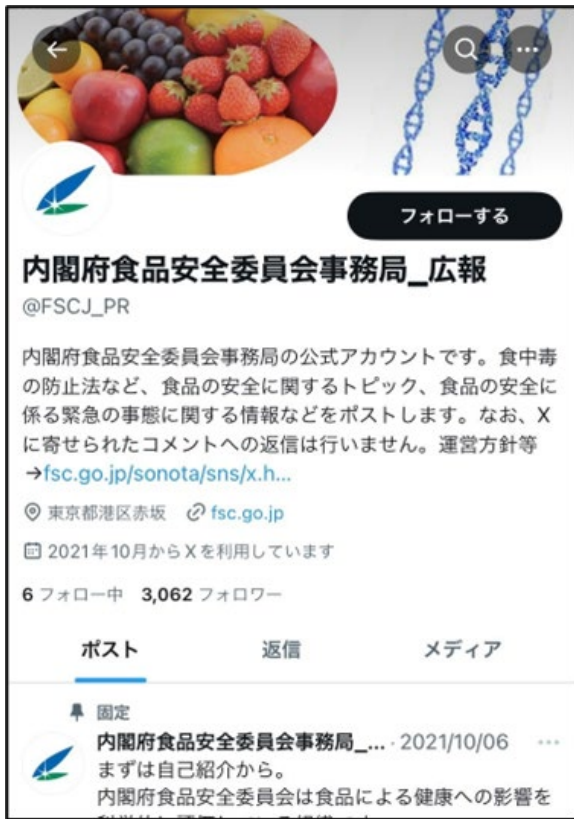 フォローする
内閣府食品安全委員会事務局_広報
@FSCJ_PR
内閣府食品安全委員会事務局の公式アカウントです。食中毒
の防止法など、食品の安全に関するトピック、食品の安全に
係る緊急の事態に関する情報などをポストします。なお、X
に寄せられたコメントへの返信は行いません。運営方針等
→fsc.go.jp/sonota/sns/x.h...
東京都港区赤坂 fsc.go.jp
2021年10月からXを利用しています
6 フォロー中 3,062 フォロワー
ポスト 返信 メディア
固定
内閣府食品安全委員会事務局_... · 2021/10/06
まずは自己紹介から。
内閣府食品安全委員会は食品による健康への影響を